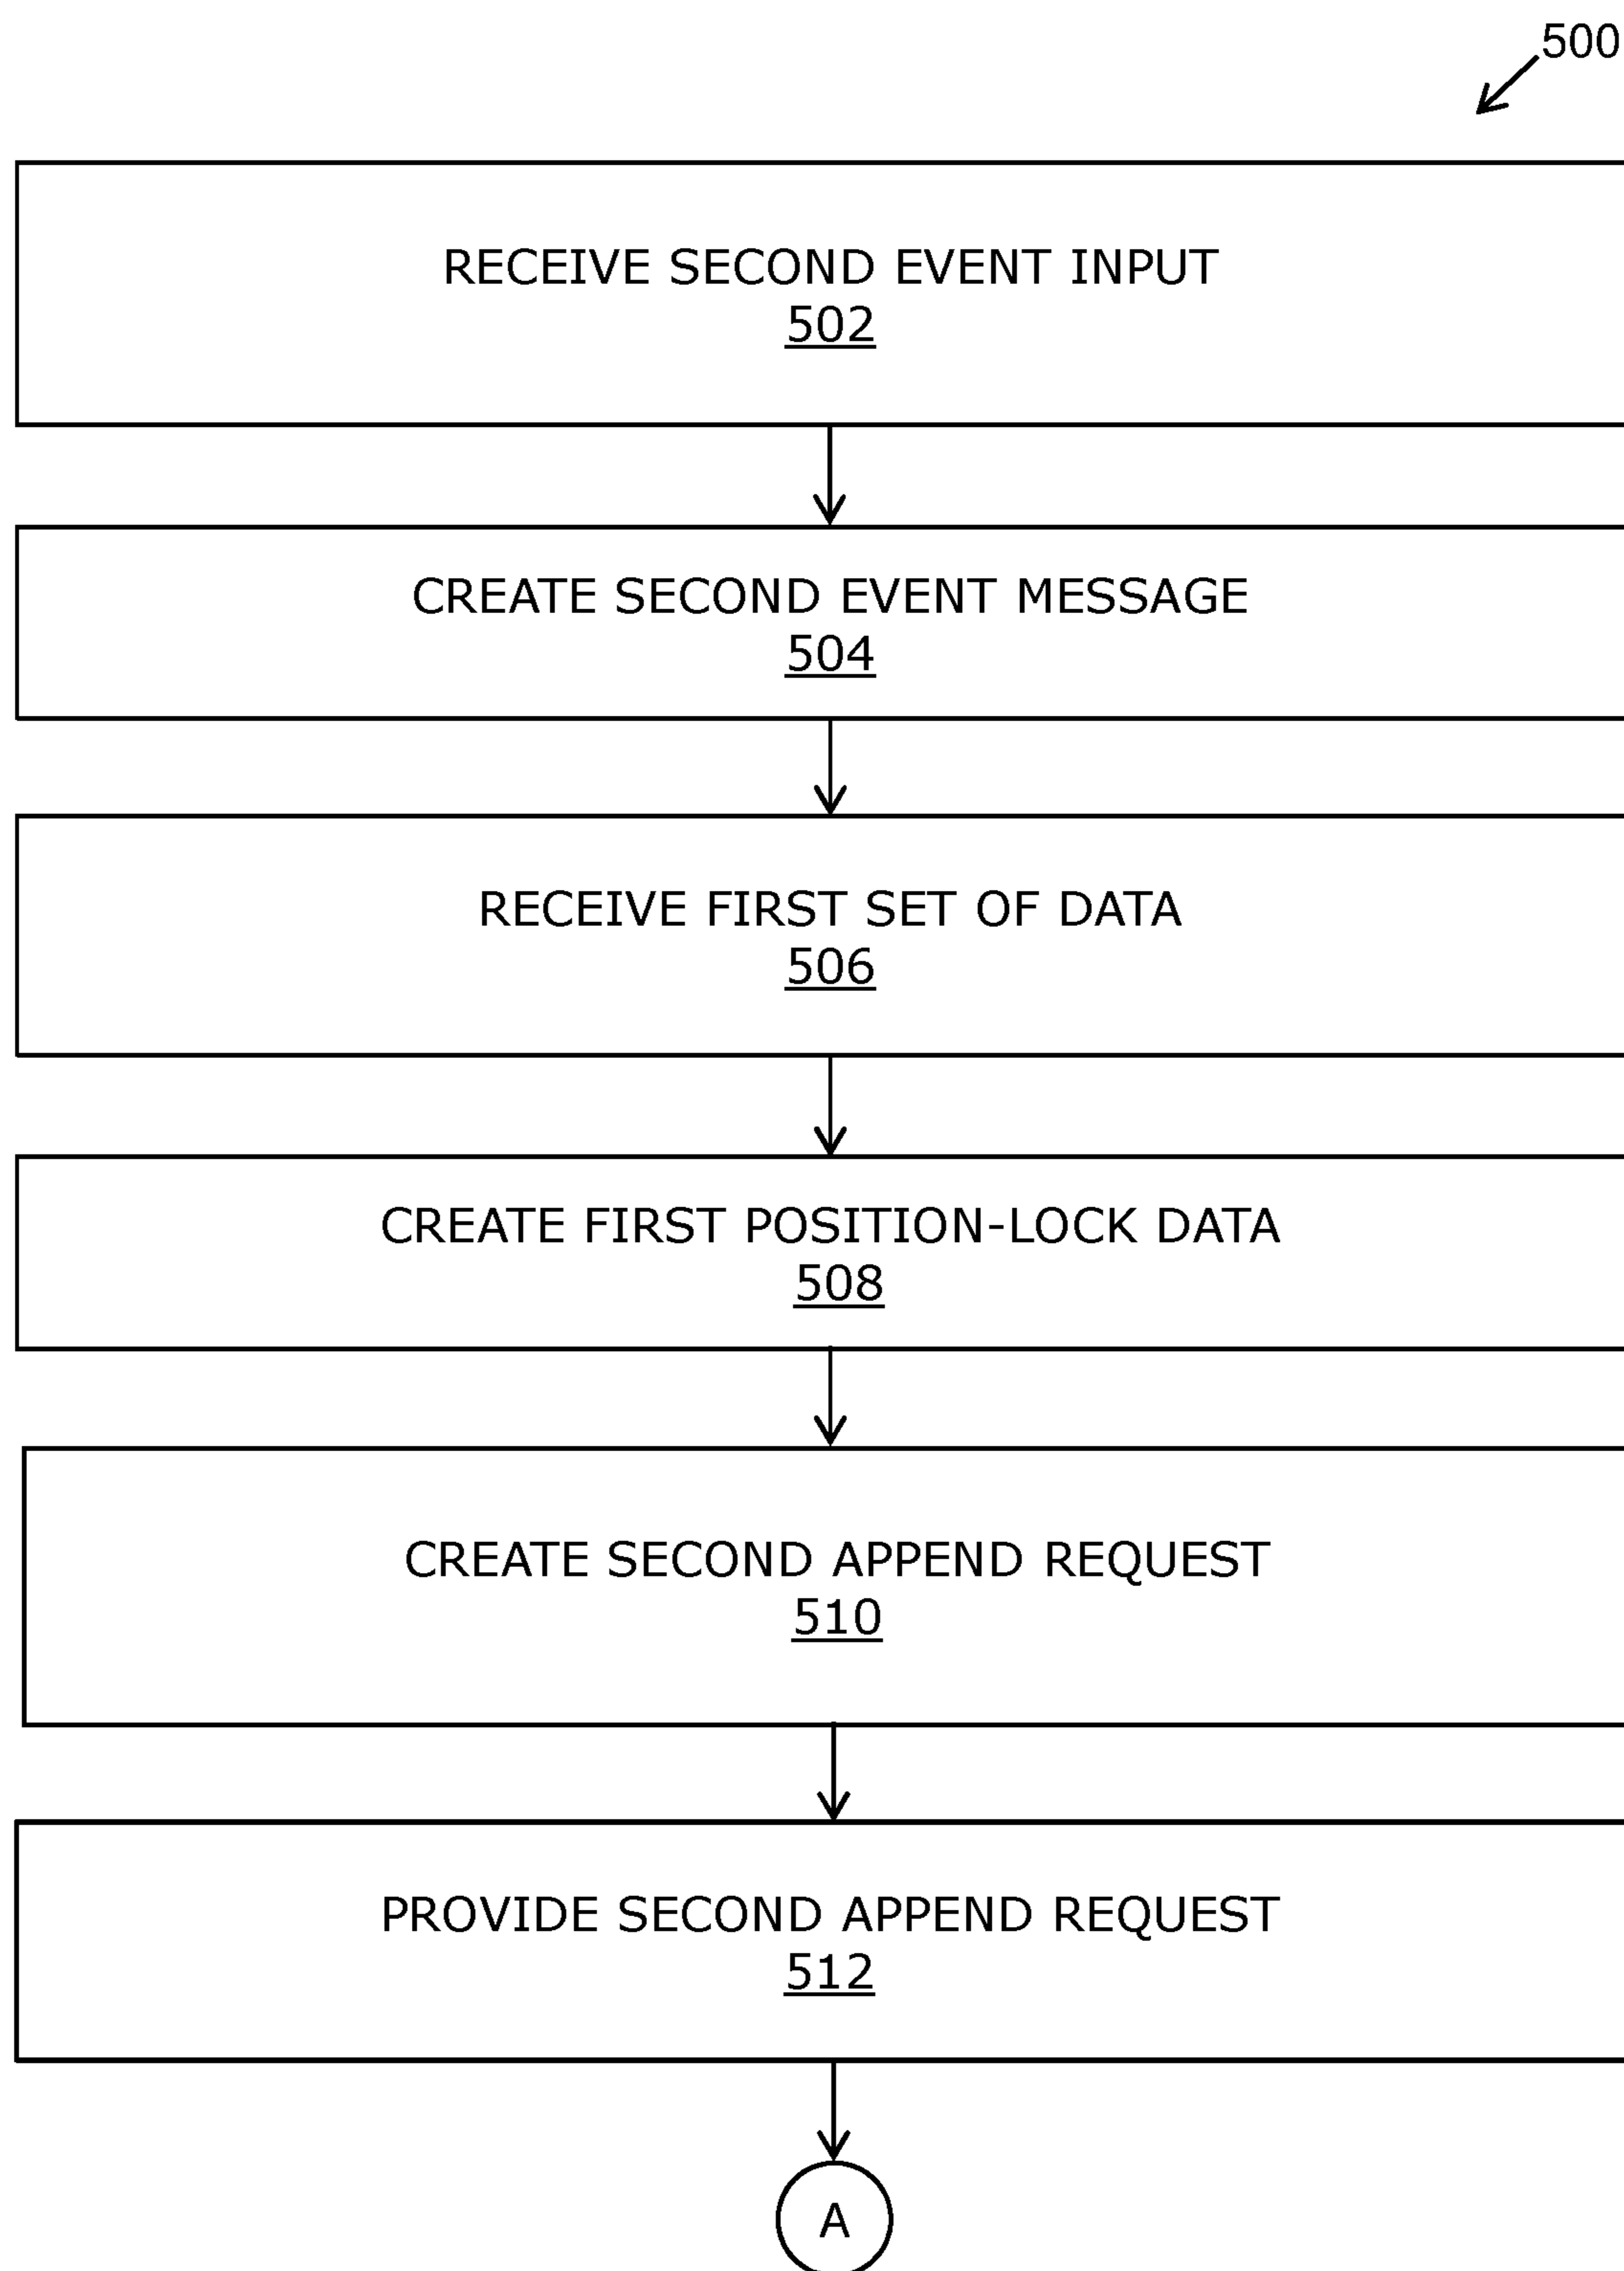 500
RECEIVE SECOND EVENT INPUT
502
CREATE SECOND EVENT MESSAGE
504
RECEIVE FIRST SET OF DATA
506
CREATE FIRST POSITION-LOCK DATA
508
CREATE SECOND APPEND REQUEST
510
PROVIDE SECOND APPEND REQUEST
512
A